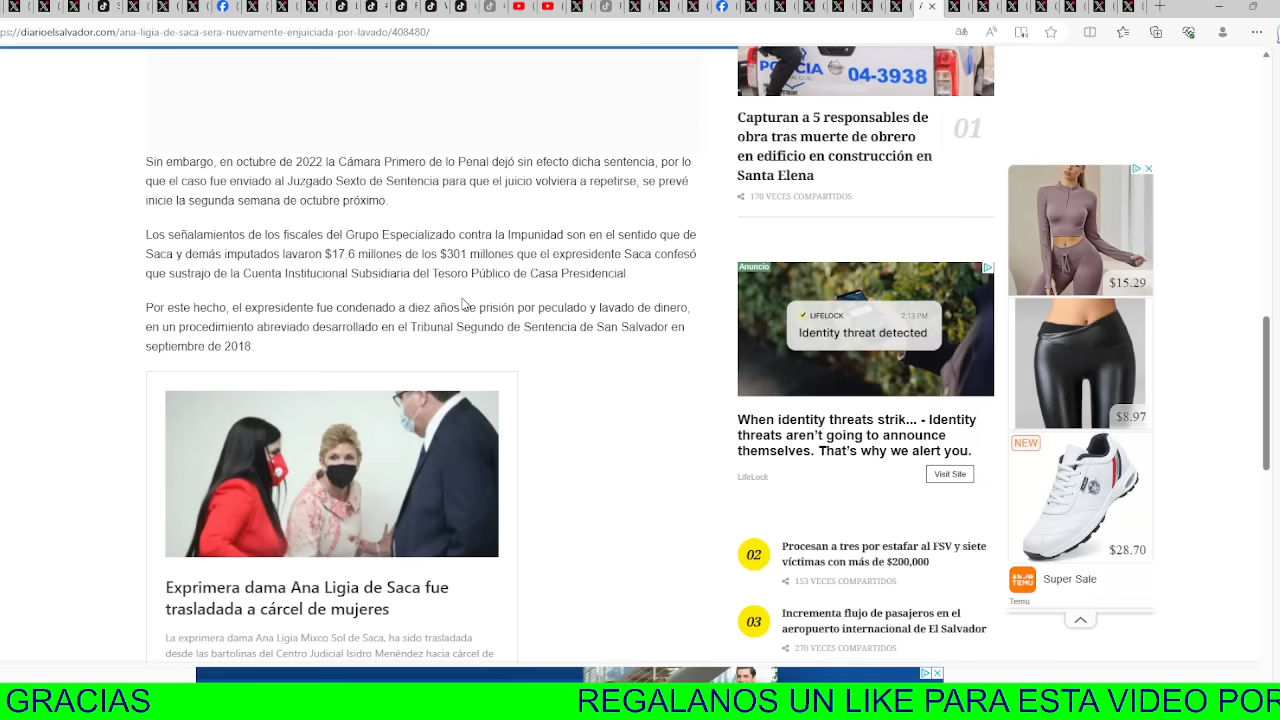 ps://diarioelsalvador.com/ana-ligia-de-saca-sera-nuevamente-enjuiciada-por-lavado/408480/
Sin embargo, en octubre de 2022 la Cámara Primero de lo Penal dejó sin efecto dicha sentencia, por lo
que el caso fue enviado al Juzgado Sexto de Sentencia para que el juicio volviera a repetirse, se prevé
inicie la segunda semana de octubre próximo.
Los señalamientos de los fiscales del Grupo Especializado contra la Impunidad son en el sentido que de
Saca y demás imputados lavaron $17.6 millones de los $301 millones que el expresidente Saca confesó
que sustrajo de la Cuenta Institucional Subsidiaria del Tesoro Público de Casa Presidencial.
Por este hecho, el expresidente fue condenado a diez años de prisión por peculado y lavado de dinero,
en un procedimiento abreviado desarrollado en el Tribunal Segundo de Sentencia de San Salvador en
septiembre de 2018.
Exprimera dama Ana Ligia de Saca fue
trasladada a cárcel de mujeres
La exprimera dama Ana Ligia Mixco Sol de Saca, ha sido trasladada
desde las bartolinas del Centro Judicial Isidro Menéndez hacia cárcel de
POLICIA 04-3938
Capturan a 5 responsables de
obra tras muerte de obrero
en edificio en construcción en
Santa Elena
01
170 VECES COMPARTIDOS
Anuncio
LIFELOCK 2:13 PM
Identity threat detected
When identity threats strik... - Identity
threats aren't going to announce
themselves. That's why we alert you.
LifeLock
Visit Site
02
Procesan a tres por estafar al FSV y siete
víctimas con más de $200,000
153 VECES COMPARTIDOS
03
Incrementa flujo de pasajeros en el
aeropuerto internacional de El Salvador
270 VECES COMPARTIDOS
$15.29
$8.97
NEW
$28.70
TEMU
Super Sale
Temu
GRACIAS REGALANOS UN LIKE PARA ESTA VIDEO POR